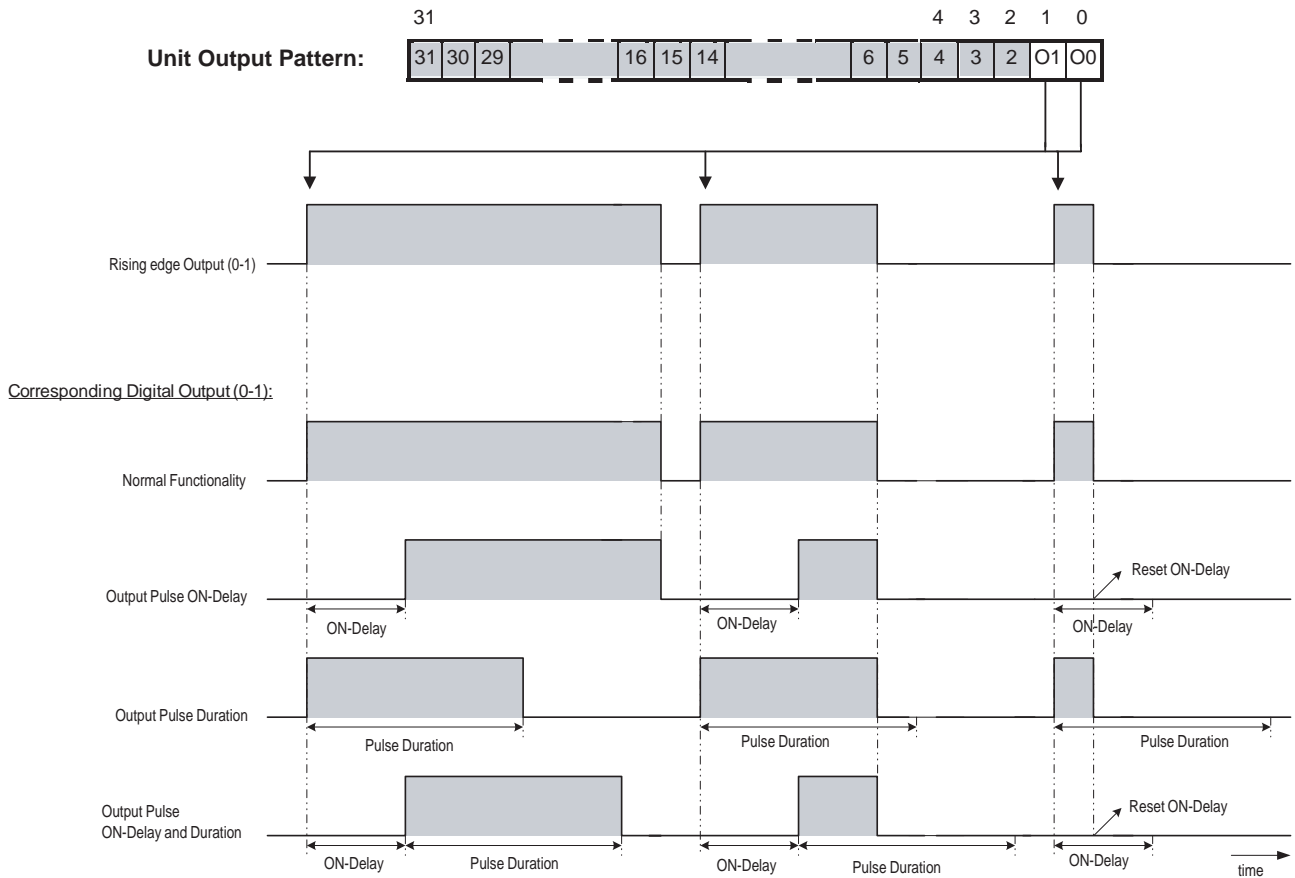 31 4 3 2 1 0
Unit Output Pattern: 31 30 29 16 15 14 6 5 4 3 2 O1 O0
Rising edge Output (0-1)
Corresponding Digital Output (0-1):
Normal Functionality
Reset ON-Delay
Output Pulse ON-Delay
ON-Delay ON-Delay ON-Delay
Output Pulse Duration
Pulse Duration Pulse Duration Pulse Duration
Output Pulse
ON-Delay and Duration
Reset ON-Delay
ON-Delay Pulse Duration ON-Delay Pulse Duration ON-Delay
time